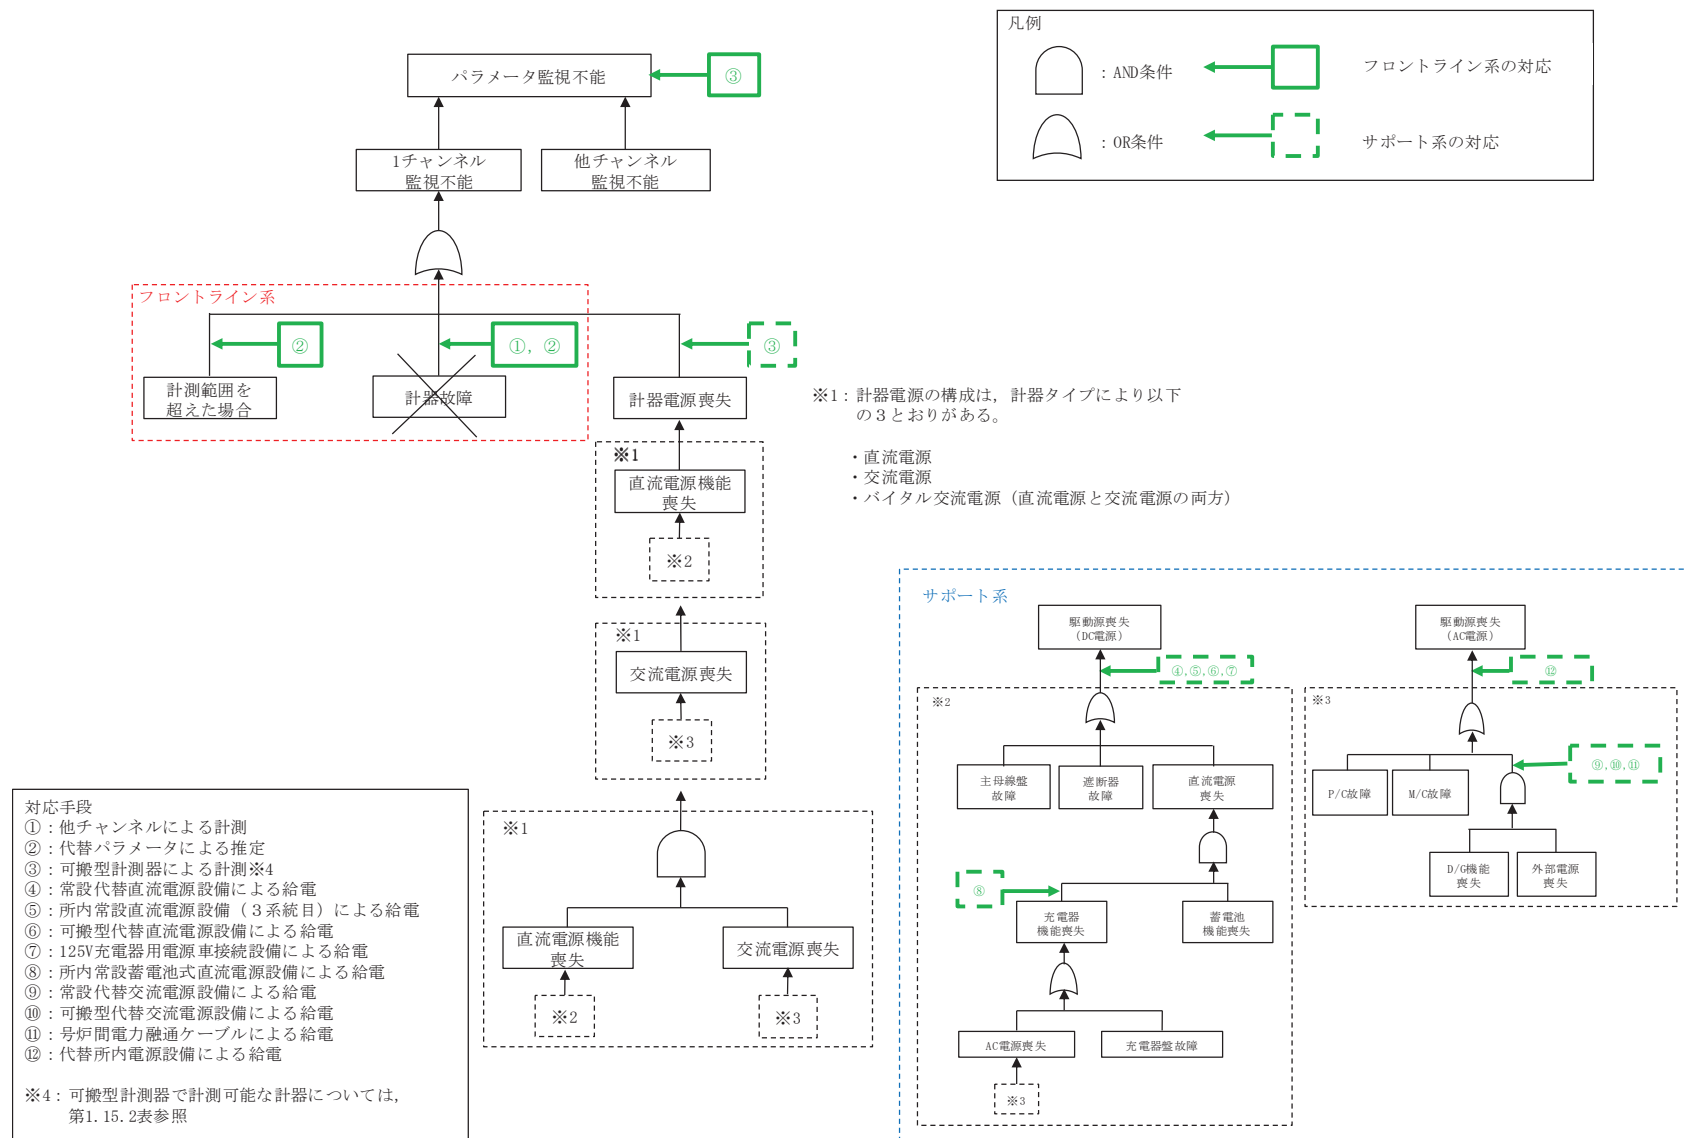 凡例
：AND条件
フロントライン系の対応
：OR条件
サポート系の対応
パラメータ監視不能
③
1チャンネル
監視不能
他チャンネル
監視不能
フロントライン系
②
①，②
③
計測範囲を
超えた場合
計器故障
計器電源喪失
※1：計器電源の構成は，計器タイプにより以下
の３とおりがある。
・直流電源
・交流電源
・バイタル交流電源（直流電源と交流電源の両方）
※1
直流電源機能
喪失
※2
※1
交流電源喪失
※3
※1
直流電源機能
喪失
交流電源喪失
※2
※3
サポート系
駆動源喪失
（DC電源）
④,⑤,⑥,⑦
※2
主母線盤
故障
遮断器
故障
直流電源
喪失
⑧
充電器
機能喪失
蓄電池
機能喪失
AC電源喪失
充電器盤故障
※3
駆動源喪失
（AC電源）
⑫
※3
⑨,⑩,⑪
P/C故障
M/C故障
D/G機能
喪失
外部電源
喪失
対応手段
①：他チャンネルによる計測
②：代替パラメータによる推定
③：可搬型計測器による計測※4
④：常設代替直流電源設備による給電
⑤：所内常設直流電源設備（３系統目）による給電
⑥：可搬型代替直流電源設備による給電
⑦：125V充電器用電源車接続設備による給電
⑧：所内常設蓄電池式直流電源設備による給電
⑨：常設代替交流電源設備による給電
⑩：可搬型代替交流電源設備による給電
⑪：号炉間電力融通ケーブルによる給電
⑫：代替所内電源設備による給電
※4：可搬型計測器で計測可能な計器については，
第1.15.2表参照